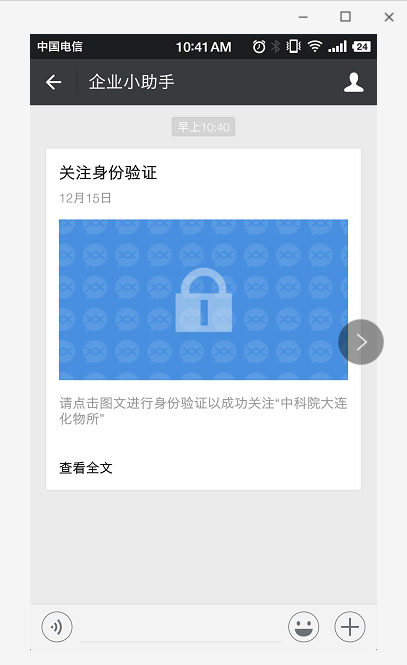 中国电信 10:41 AM 24
企业小助手
早上10:40
关注身份验证
12月15日
请点击图文进行身份验证以成功关注“中科院大连
化物所”
查看全文